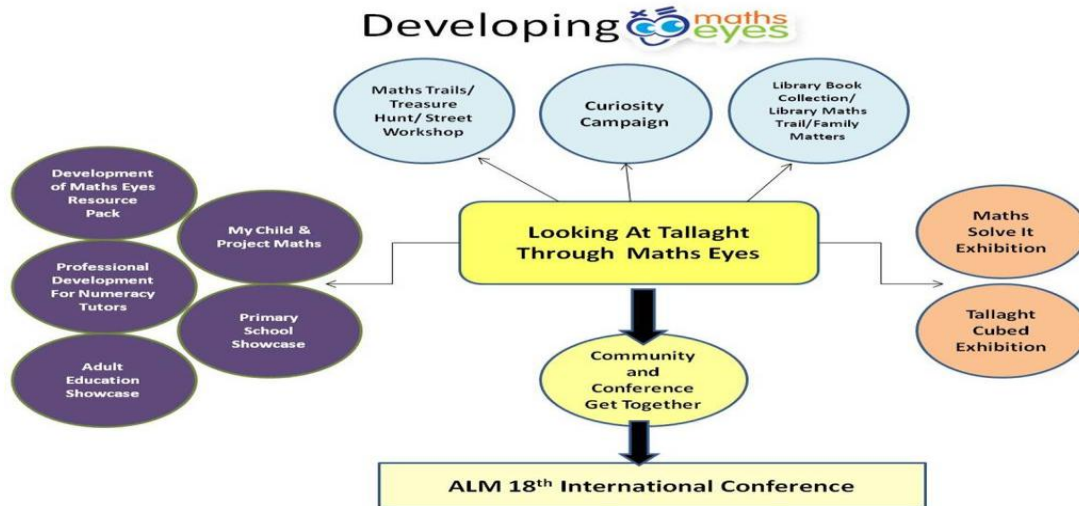 Developing maths
eyes
Maths Trails/
Treasure
Hunt/ Street
Workshop
Curiosity
Campaign
Library Book
Collection/
Library Maths
Trail/Family
Matters
Development
of Maths Eyes
Resource
Pack
My Child &
Project Maths
Professional
Development
For Numeracy
Tutors
Primary
School
Showcase
Adult
Education
Showcase
Looking At Tallaght
Through Maths Eyes
Maths
Solve It
Exhibition
Tallaght
Cubed
Exhibition
Community
and
Conference
Get Together
ALM 18th International Conference